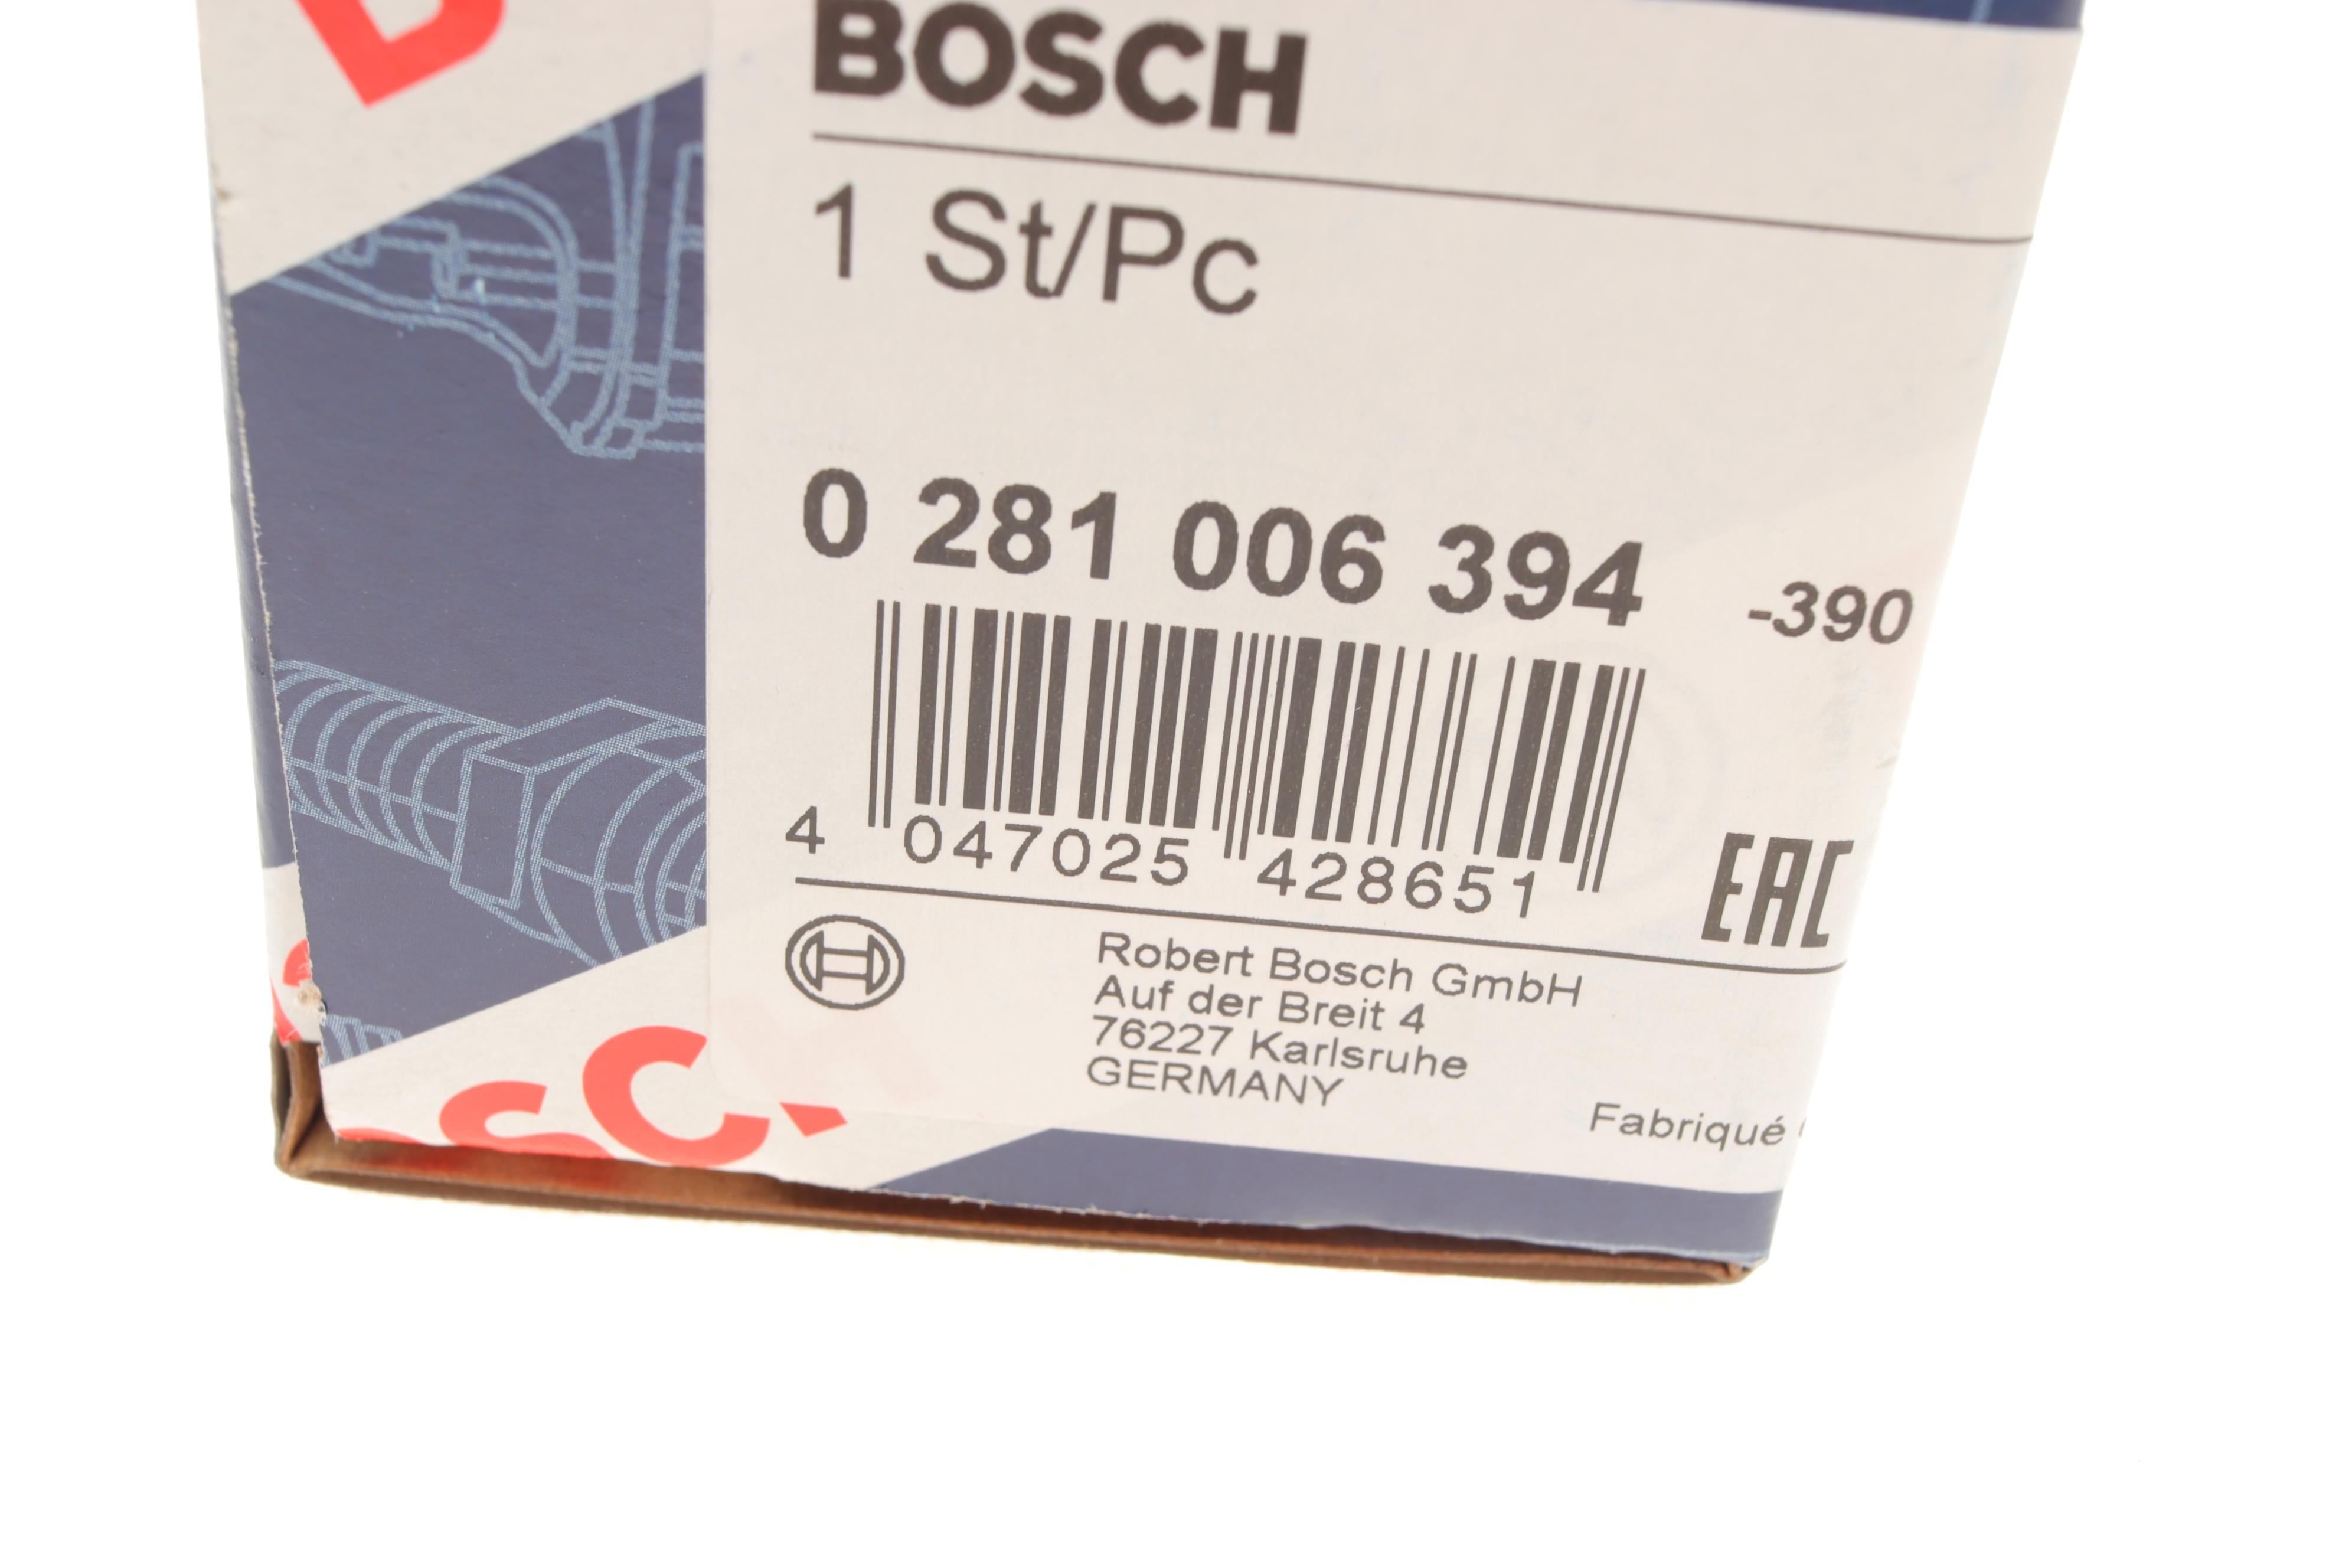 BOSCH
1 St/Pc
0 281 006 394 -390
4 047025 428651
EAC
Robert Bosch GmbH
Auf der Breit 4
76227 Karlsruhe
GERMANY
Fabriqué